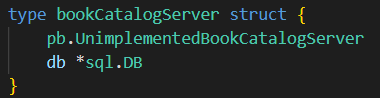 type bookCatalogServer struct {
    pb.UnimplementedBookCatalogServer
    db *sql.DB
}